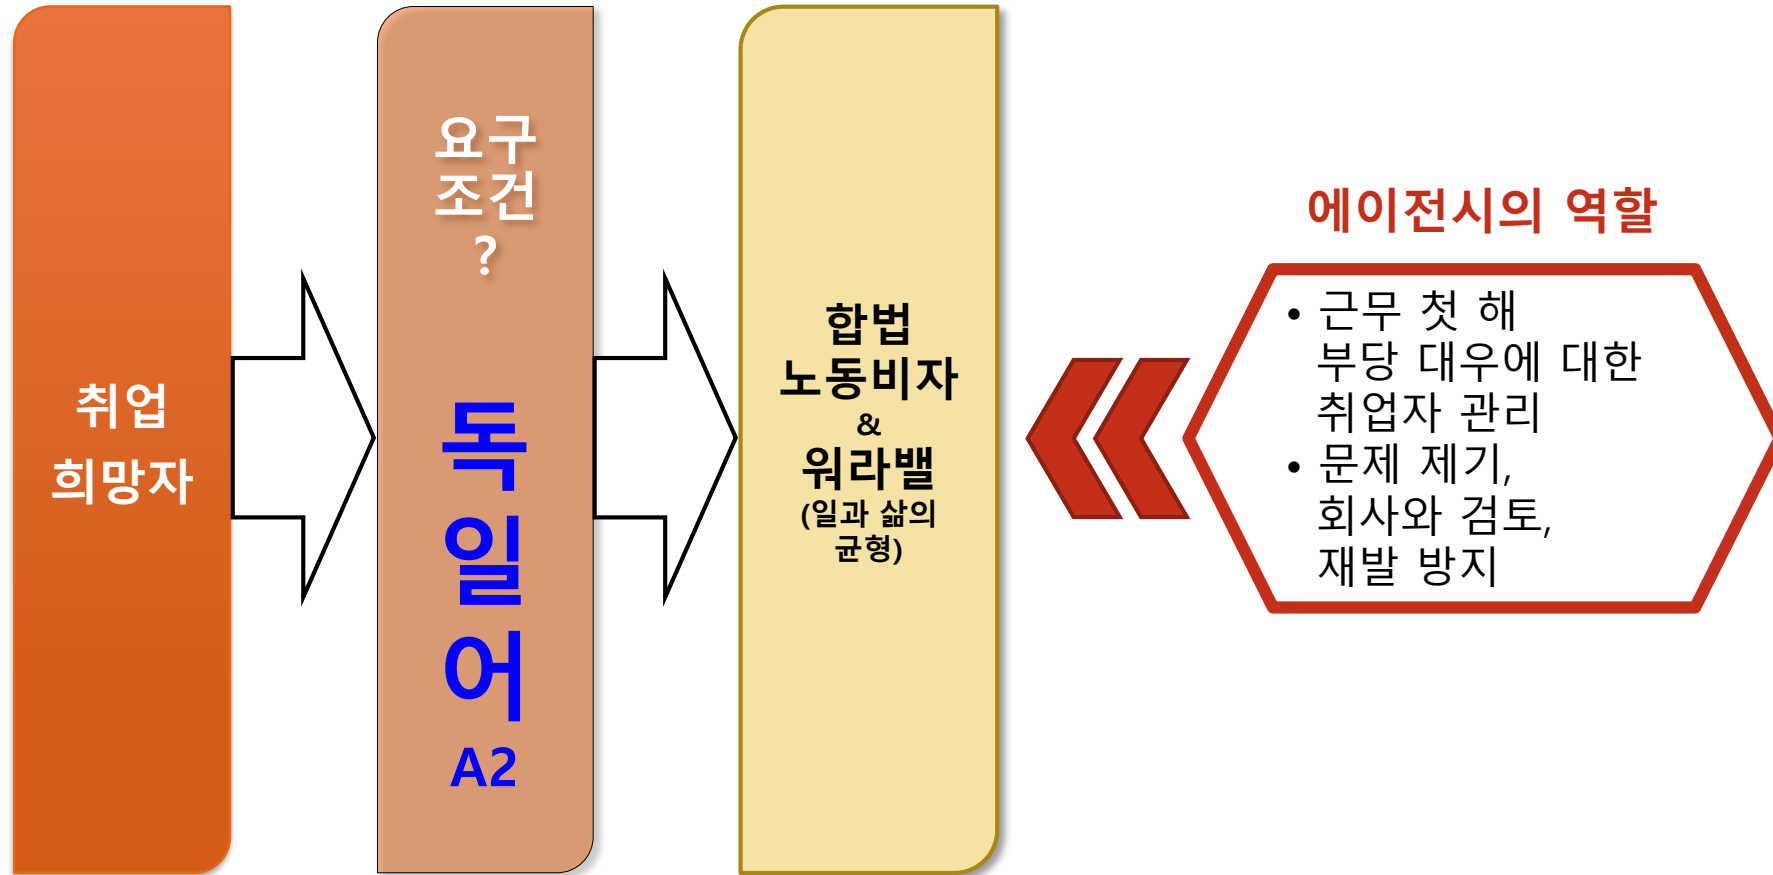 취업
희망자
요구
조건
?
독
일
어
A2
합법
노동비자
&
워라밸
(일과 삶의
균형)
에이전시의 역할
• 근무 첫 해
부당 대우에 대한
취업자 관리
• 문제 제기,
회사와 검토,
재발 방지